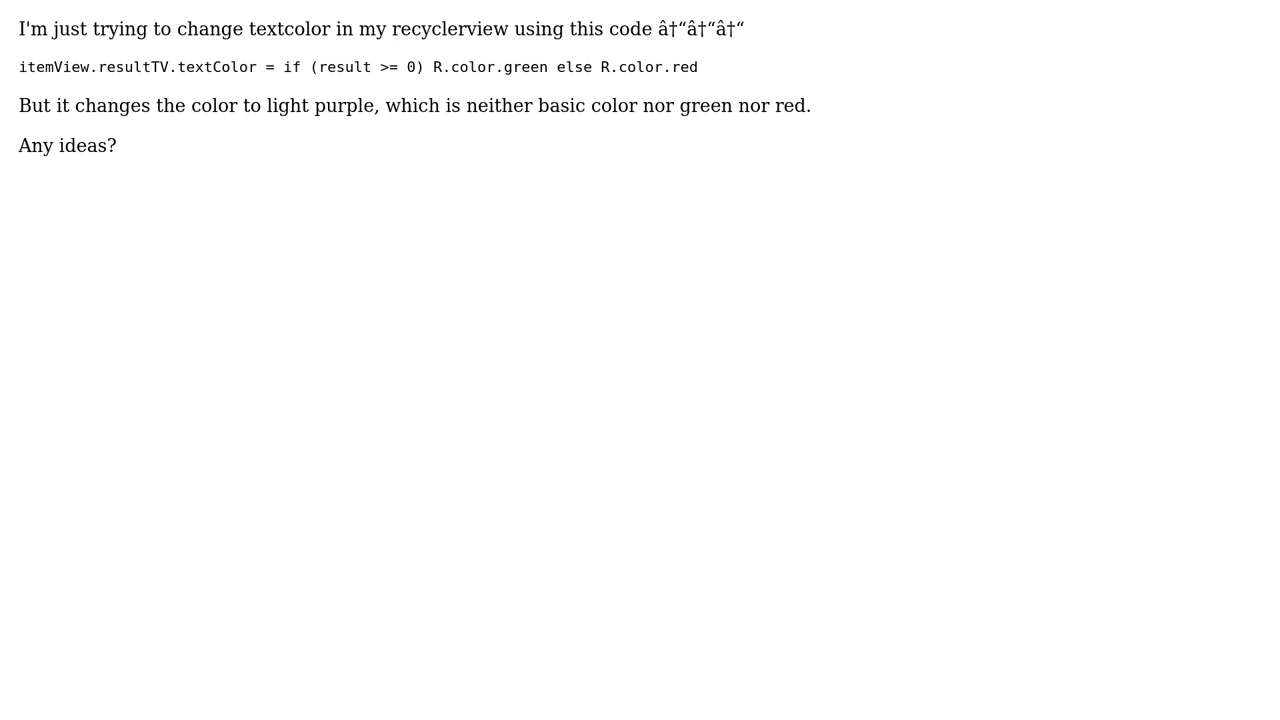 I'm just trying to change textcolor in my recyclerview using this code â†“â†“â†“
itemView.resultTV.textColor = if (result >= 0) R.color.green else R.color.red
But it changes the color to light purple, which is neither basic color nor green nor red.
Any ideas?